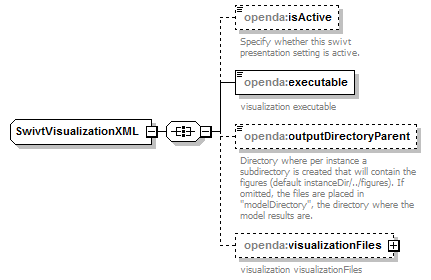 openda:isActive
Specify whether this swivt
presentation setting is active.
openda:executable
visualization executable
SwivtVisualizationXML
openda:outputDirectoryParent
Directory where per instance a
subdirectory is created that will contain the
figures (default instanceDir/../figures). If
omitted, the files are placed in
"modelDirectory", the directory where the
model results are.
openda:visualizationFiles
visualization visualizationFiles